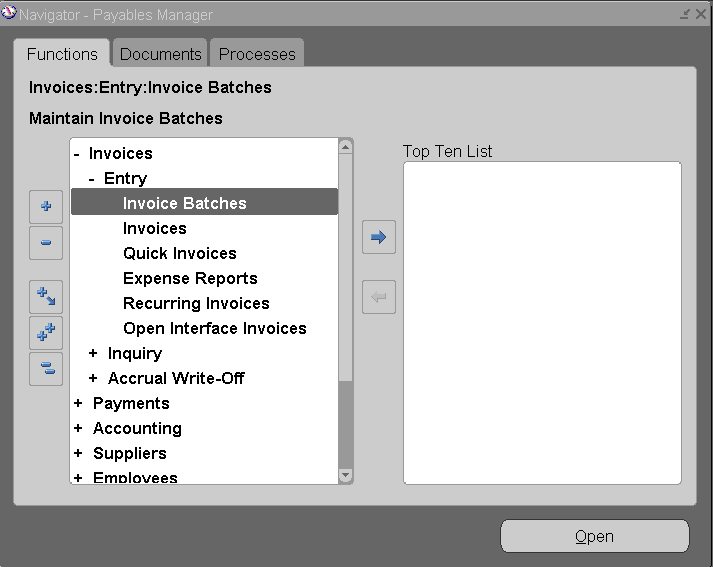 Navigator - Payables Manager
Functions
Documents
Processes
Invoices:Entry:Invoice Batches
Maintain Invoice Batches
Top Ten List
- Invoices
- Entry
Invoice Batches
Invoices
Quick Invoices
Expense Reports
Recurring Invoices
Open Interface Invoices
+ Inquiry
+ Accrual Write-Off
+ Payments
+ Accounting
+ Suppliers
+ Employees
Open